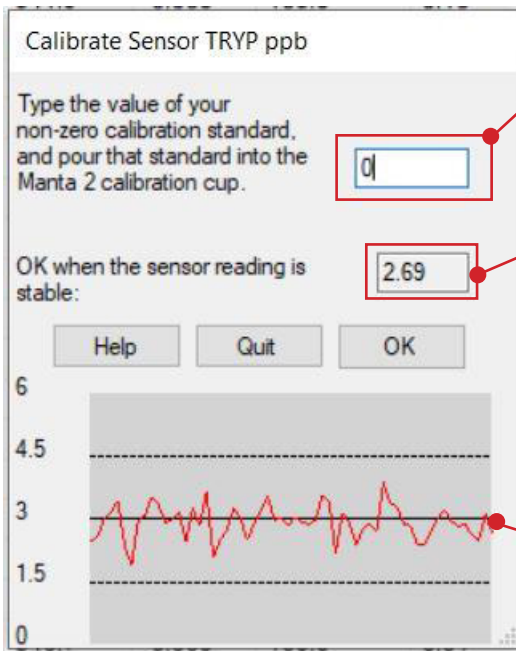 Calibrate Sensor TRYP ppb
Type the value of your
non-zero calibration standard,
and pour that standard into the
Manta 2 calibration cup.
0
OK when the sensor reading is
stable:
2.69
Help Quit OK
6
4.5
3
1.5
0